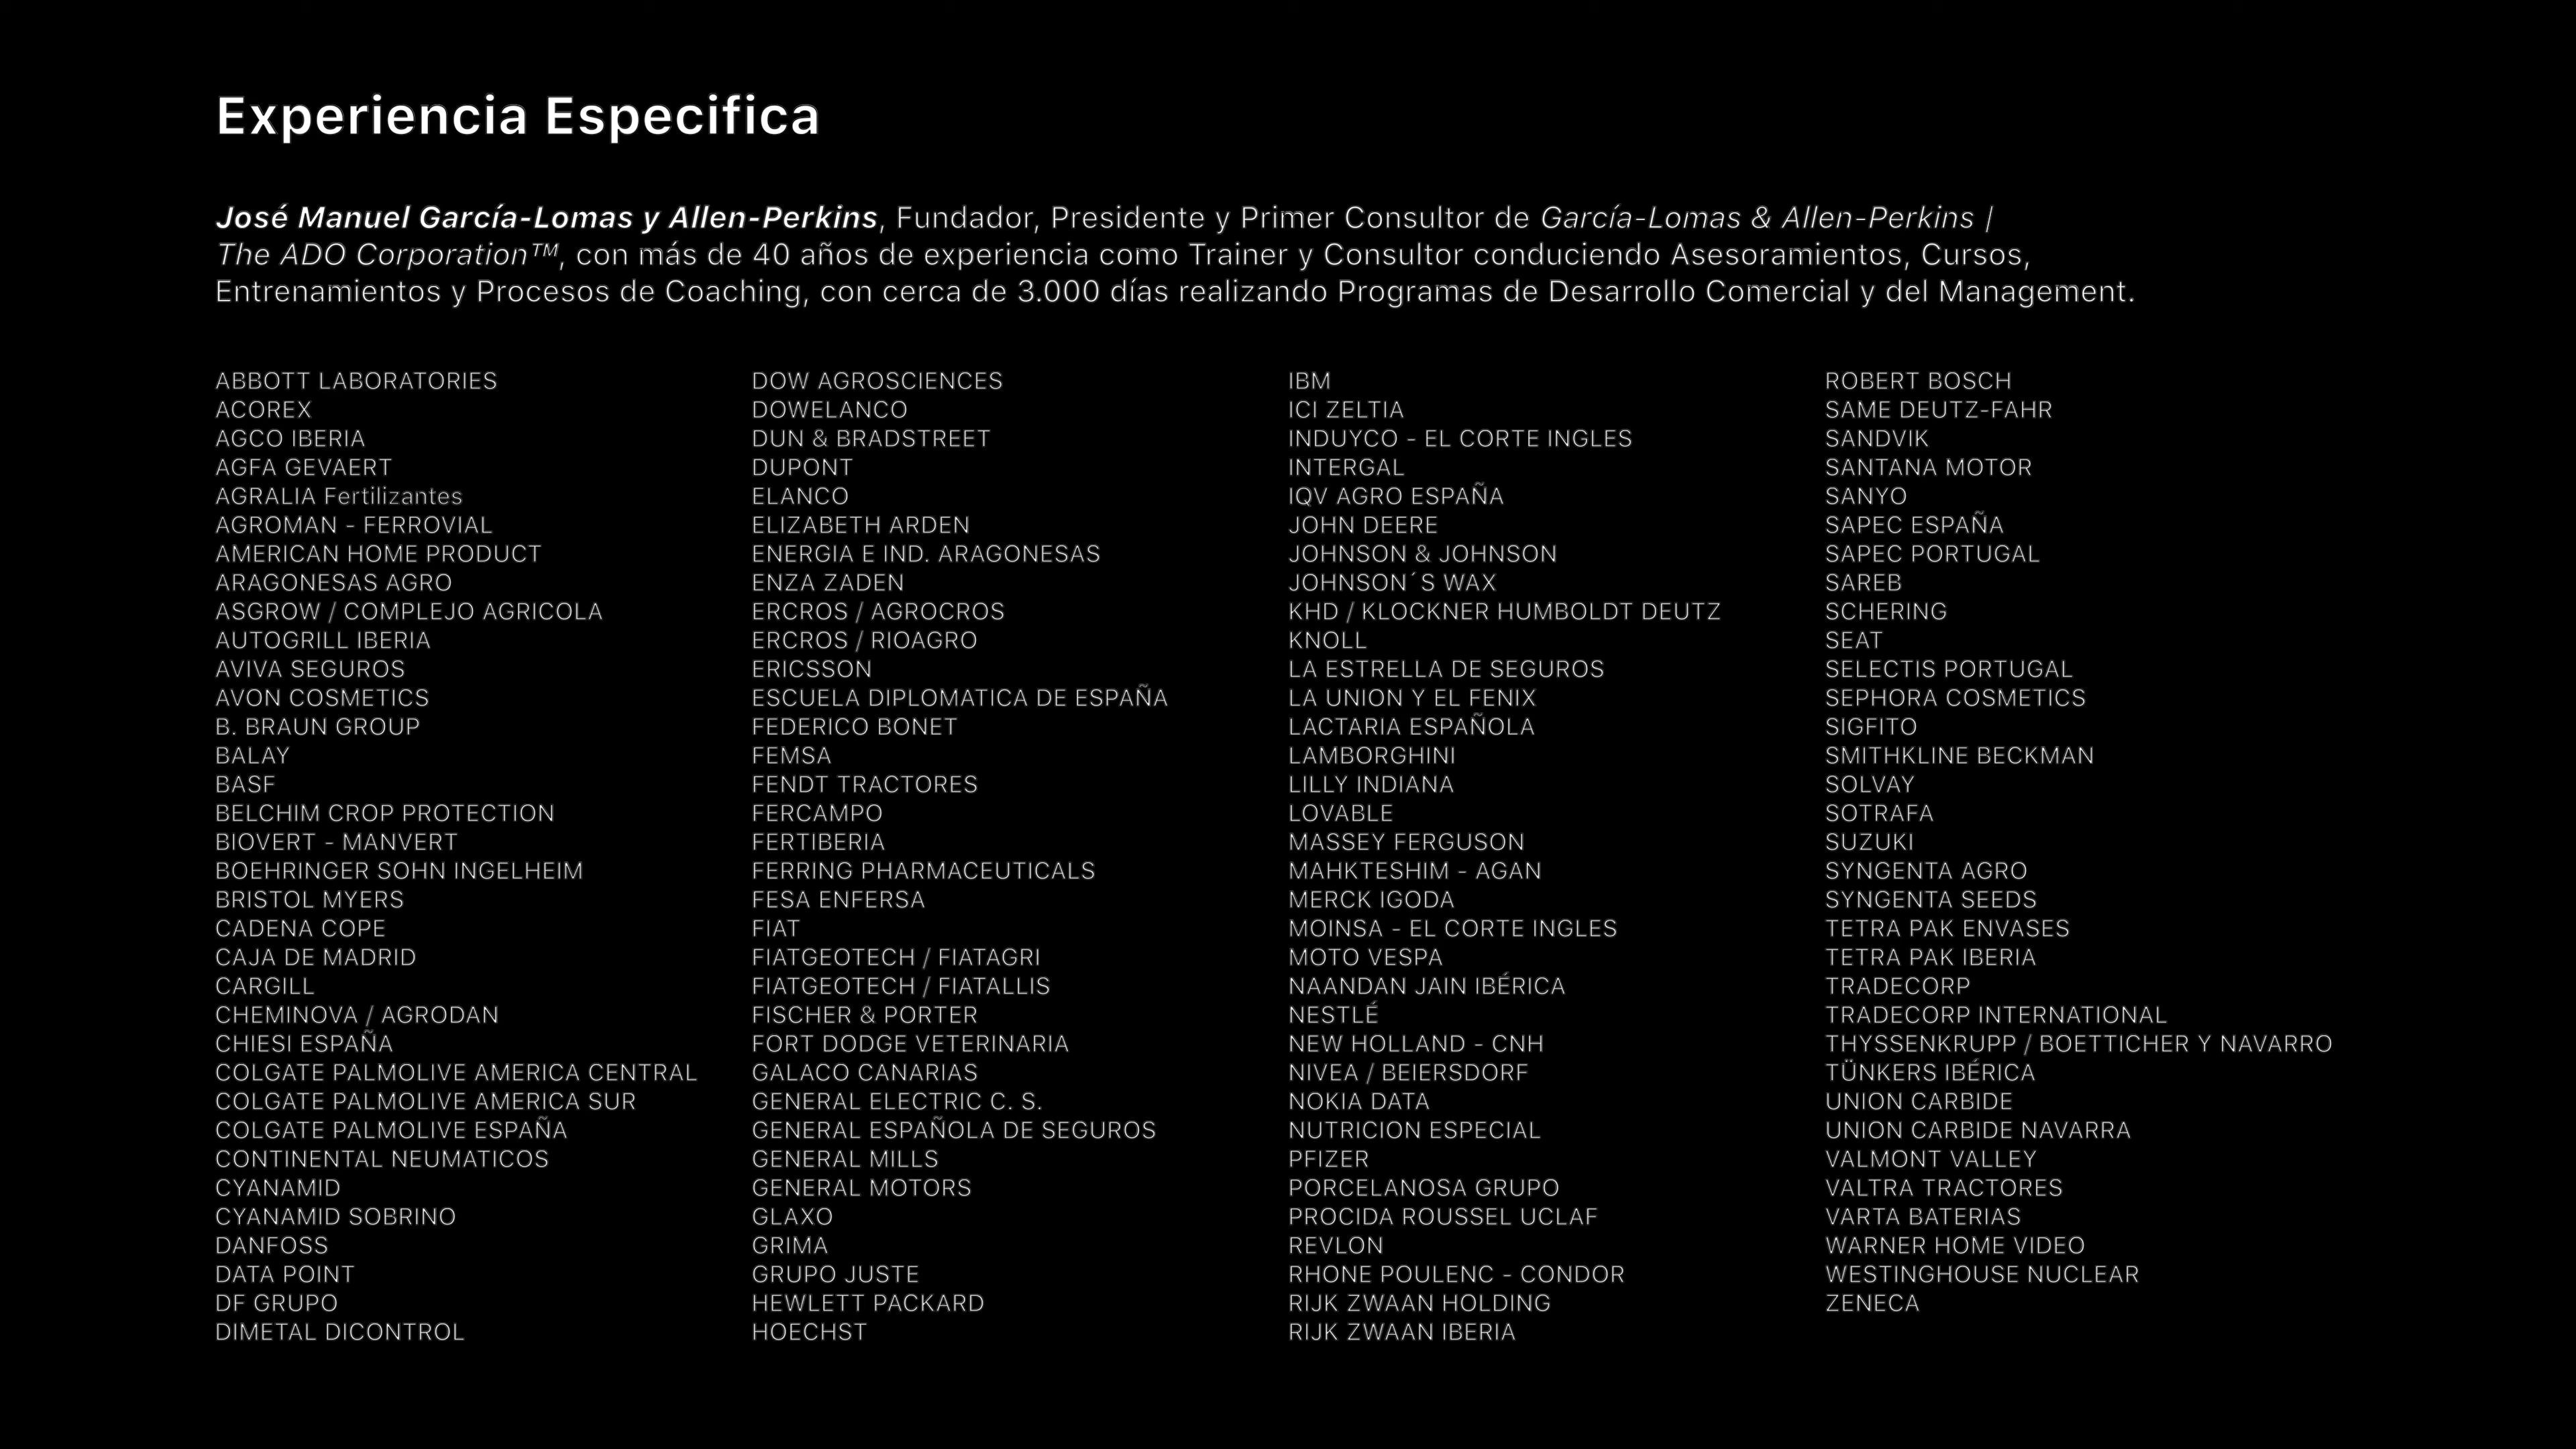 Experiencia Especifica
José Manuel García-Lomas y Allen-Perkins, Fundador, Presidente y Primer Consultor de García-Lomas & Allen-Perkins |
The ADO Corporation™, con más de 40 años de experiencia como Trainer y Consultor conduciendo Asesoramientos, Cursos,
Entrenamientos y Procesos de Coaching, con cerca de 3.000 días realizando Programas de Desarrollo Comercial y del Management.
ABBOTT LABORATORIES
ACOREX
AGCO IBERIA
AGFA GEVAERT
AGRALIA Fertilizantes
AGROMAN - FERROVIAL
AMERICAN HOME PRODUCT
ARAGONESAS AGRO
ASGROW / COMPLEJO AGRICOLA
AUTOGRILL IBERIA
AVIVA SEGUROS
AVON COSMETICS
B. BRAUN GROUP
BALAY
BASF
BELCHIM CROP PROTECTION
BIOVERT - MANVERT
BOEHRINGER SOHN INGELHEIM
BRISTOL MYERS
CADENA COPE
CAJA DE MADRID
CARGILL
CHEMINOVA / AGRODAN
CHIESI ESPAÑA
COLGATE PALMOLIVE AMERICA CENTRAL
COLGATE PALMOLIVE AMERICA SUR
COLGATE PALMOLIVE ESPAÑA
CONTINENTAL NEUMATICOS
CYANAMID
CYANAMID SOBRINO
DANFOSS
DATA POINT
DF GRUPO
DIMETAL DICONTROL
DOW AGROSCIENCES
DOWELANCO
DUN & BRADSTREET
DUPONT
ELANCO
ELIZABETH ARDEN
ENERGIA E IND. ARAGONESAS
ENZA ZADEN
ERCROS / AGROCROS
ERCROS / RIOAGRO
ERICSSON
ESCUELA DIPLOMATICA DE ESPAÑA
FEDERICO BONET
FEMSA
FENDT TRACTORES
FERCAMPO
FERTIBERIA
FERRING PHARMACEUTICALS
FESA ENFERSA
FIAT
FIATGEOTECH / FIATAGRI
FIATGEOTECH / FIATALLIS
FISCHER & PORTER
FORT DODGE VETERINARIA
GALACO CANARIAS
GENERAL ELECTRIC C. S.
GENERAL ESPAÑOLA DE SEGUROS
GENERAL MILLS
GENERAL MOTORS
GLAXO
GRIMA
GRUPO JUSTE
HEWLETT PACKARD
HOECHST
IBM
ICI ZELTIA
INDUYCO - EL CORTE INGLES
INTERGAL
IQV AGRO ESPAÑA
JOHN DEERE
JOHNSON & JOHNSON
JOHNSON´S WAX
KHD / KLOCKNER HUMBOLDT DEUTZ
KNOLL
LA ESTRELLA DE SEGUROS
LA UNION Y EL FENIX
LACTARIA ESPAÑOLA
LAMBORGHINI
LILLY INDIANA
LOVABLE
MASSEY FERGUSON
MAHKTESHIM - AGAN
MERCK IGODA
MOINSA - EL CORTE INGLES
MOTO VESPA
NAANDAN JAIN IBÉRICA
NESTLÉ
NEW HOLLAND - CNH
NIVEA / BEIERSDORF
NOKIA DATA
NUTRICION ESPECIAL
PFIZER
PORCELANOSA GRUPO
PROCIDA ROUSSEL UCLAF
REVLON
RHONE POULENC - CONDOR
RIJK ZWAAN HOLDING
RIJK ZWAAN IBERIA
ROBERT BOSCH
SAME DEUTZ-FAHR
SANDVIK
SANTANA MOTOR
SANYO
SAPEC ESPAÑA
SAPEC PORTUGAL
SAREB
SCHERING
SEAT
SELECTIS PORTUGAL
SEPHORA COSMETICS
SIGFITO
SMITHKLINE BECKMAN
SOLVAY
SOTRAFA
SUZUKI
SYNGENTA AGRO
SYNGENTA SEEDS
TETRA PAK ENVASES
TETRA PAK IBERIA
TRADECORP
TRADECORP INTERNATIONAL
THYSSENKRUPP / BOETTICHER Y NAVARRO
TÜNKERS IBÉRICA
UNION CARBIDE
UNION CARBIDE NAVARRA
VALMONT VALLEY
VALTRA TRACTORES
VARTA BATERIAS
WARNER HOME VIDEO
WESTINGHOUSE NUCLEAR
ZENECA